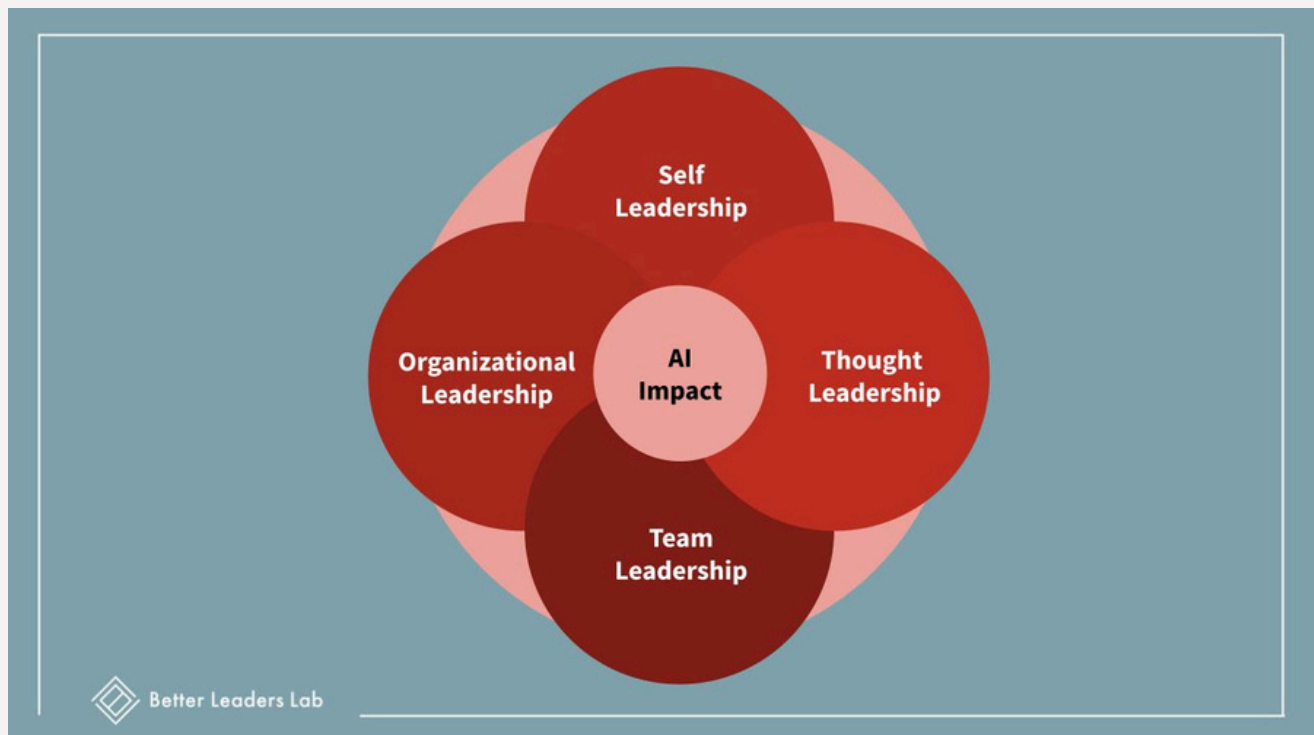 Self
Leadership
Organizational
Leadership
AI
Impact
Thought
Leadership
Team
Leadership
Better Leaders Lab